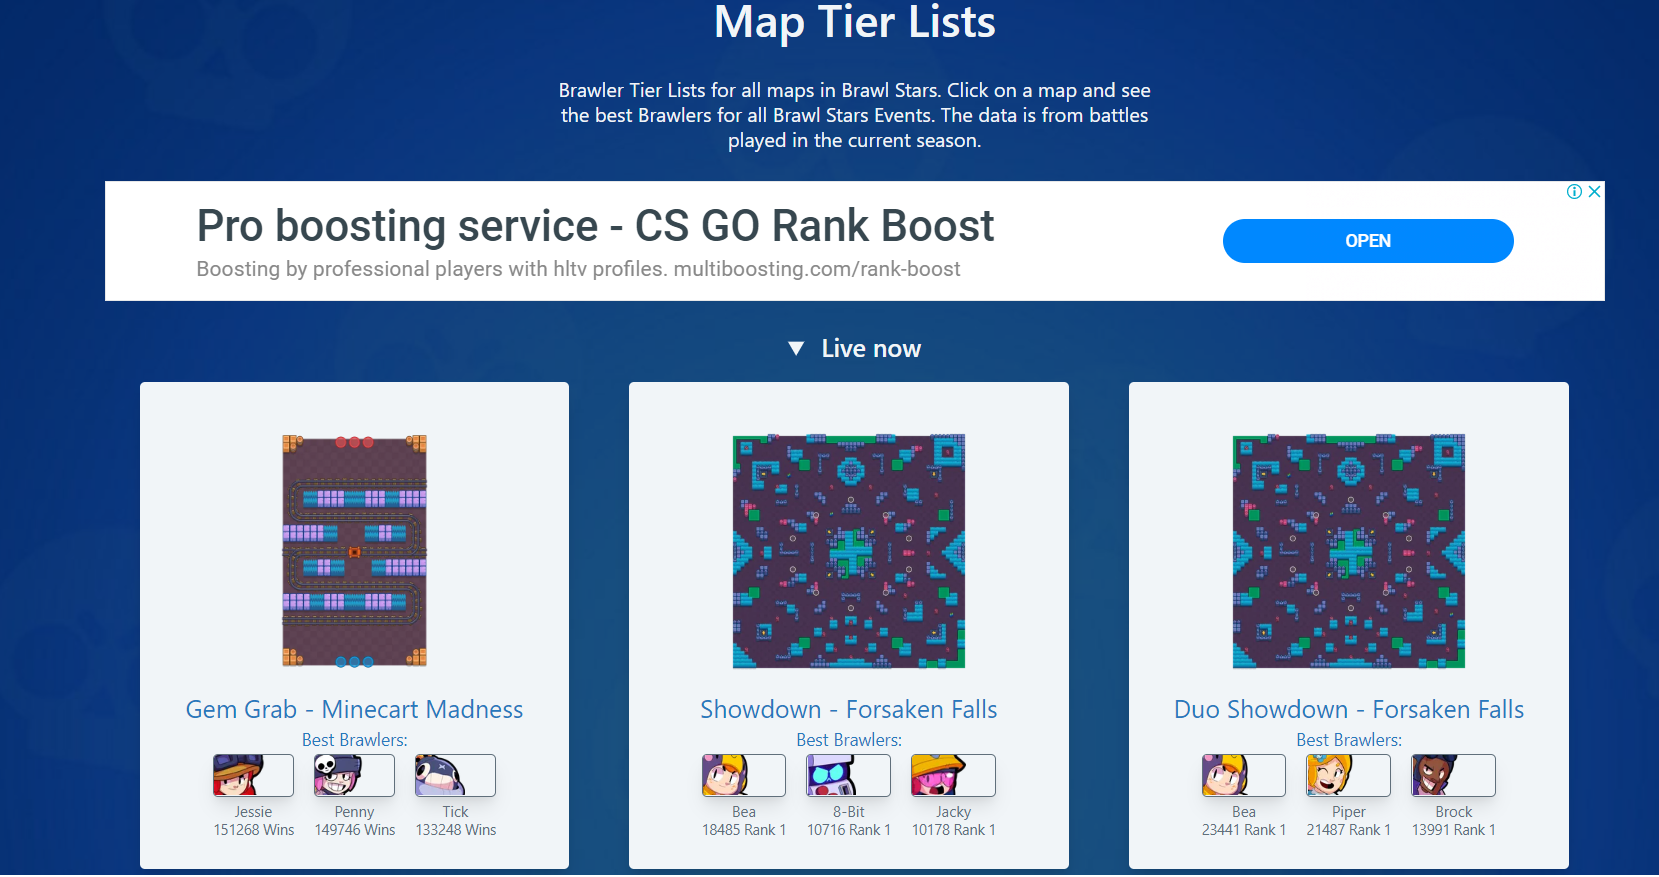 Map Tier Lists
Brawler Tier Lists for all maps in Brawl Stars. Click on a map and see
the best Brawlers for all Brawl Stars Events. The data is from battles
played in the current season.
Pro boosting service - CS GO Rank Boost
Boosting by professional players with hltv profiles. multiboosting.com/rank-boost
OPEN
▼ Live now
Gem Grab - Minecart Madness
Best Brawlers:
Jessie
151268 Wins
Penny
149746 Wins
Tick
133248 Wins
Showdown - Forsaken Falls
Best Brawlers:
Bea
18485 Rank 1
8-Bit
10716 Rank 1
Jacky
10178 Rank 1
Duo Showdown - Forsaken Falls
Best Brawlers:
Bea
23441 Rank 1
Piper
21487 Rank 1
Brock
13991 Rank 1